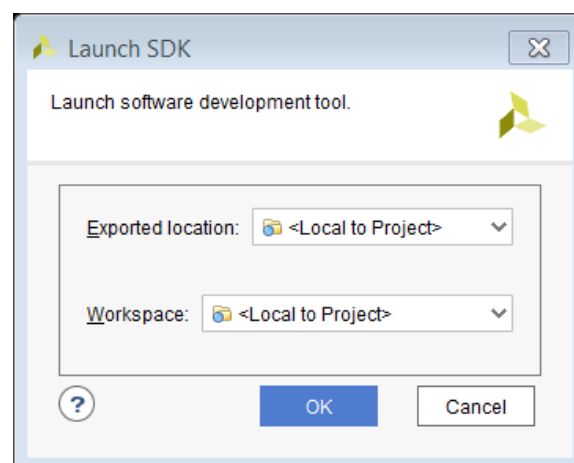 Launch SDK
Launch software development tool.
Exported location: <Local to Project>
Workspace: <Local to Project>
?
OK
Cancel